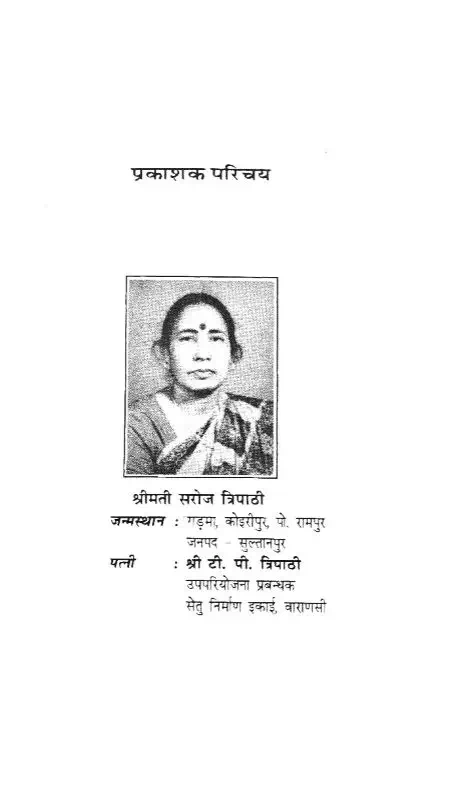 प्रकाशक परिचय
श्रीमती सरोज त्रिपाठी
जन्मस्थान : गड़मा, कोइरीपुर, पो. रामपुर
जनपद - सुल्तानपुर
पत्नी : श्री टी. पी. त्रिपाठी
उपपरियोजना प्रबन्धक
सेतु निर्माण इकाई, वाराणसी